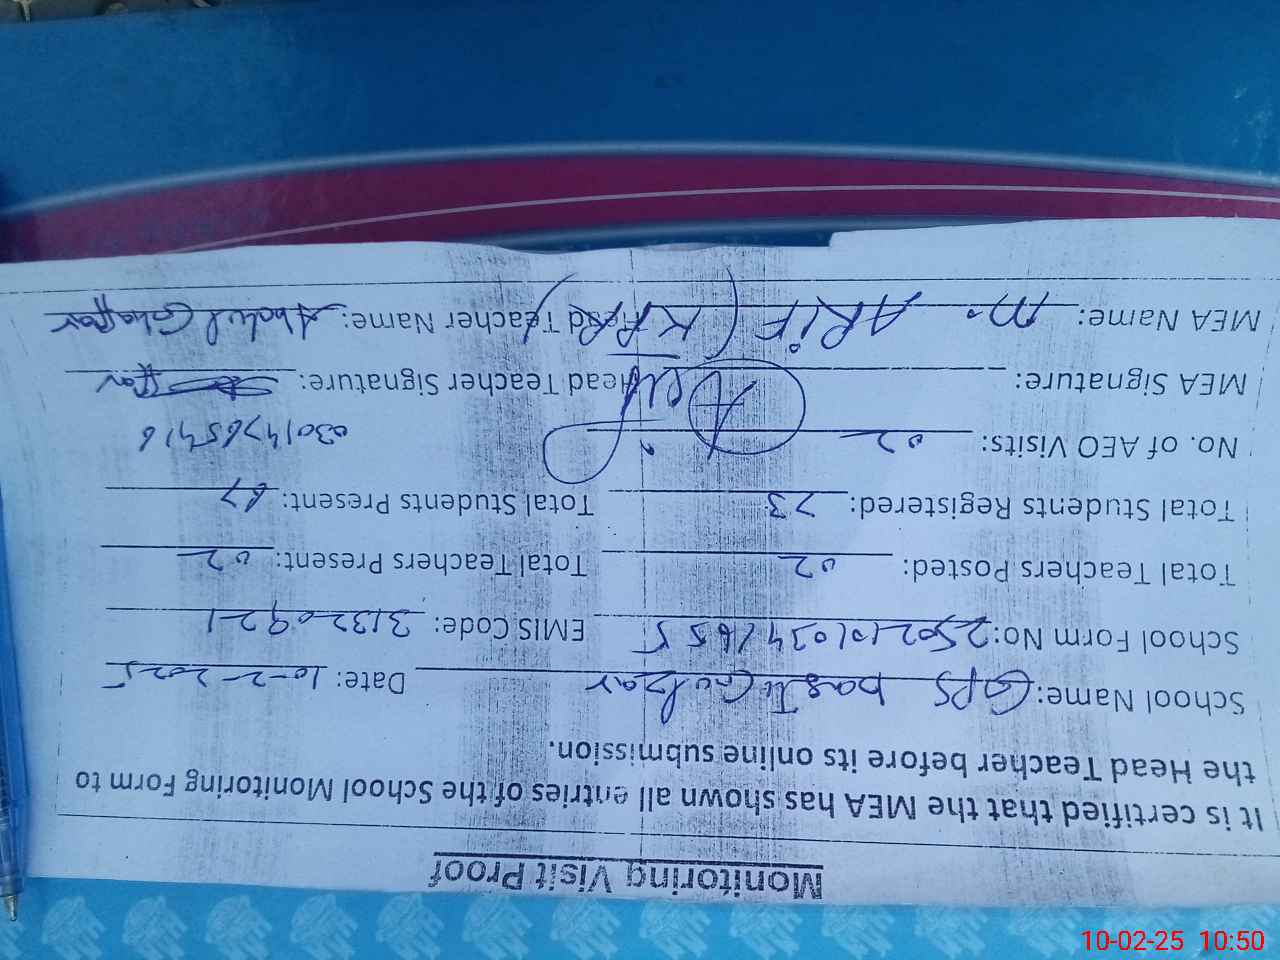 Monitoring Visit Proof
It is certified that the MEA has shown all entries of the School Monitoring Form to
the Head Teacher before its online submission.
School Name: GPS basti Gulzar Date: 10-2-2025
School Form No: 25021010341655 EMIS Code: 31320921
Total Teachers Posted: 02 Total Teachers Present: 02
Total Students Registered: 73 Total Students Present: 67
No. of AEO Visits: 02 03014765416
MEA Signature: Head Teacher Signature:
MEA Name: M. ARiF Head Teacher Name: Abdul Ghaffar
10-02-25 10:50